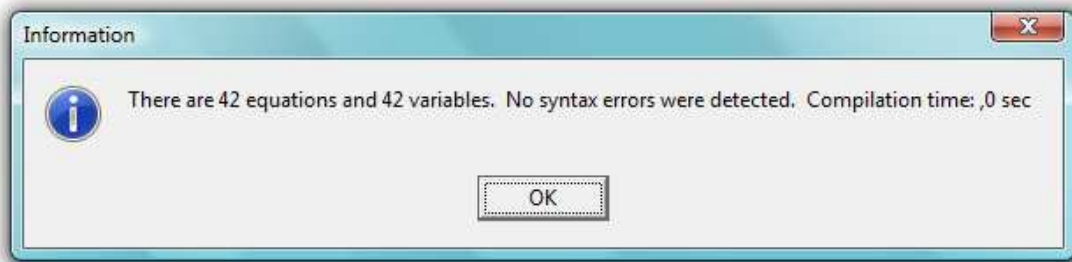 Information
There are 42 equations and 42 variables.  No syntax errors were detected.  Compilation time: ,0 sec
OK